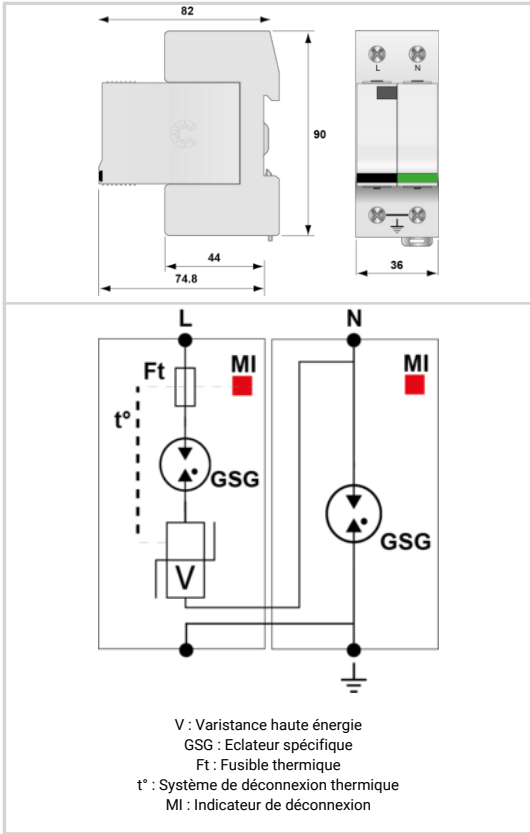 82
90
44
74.8
L N
36
L N
Ft MI MI
t°
GSG
GSG
V
V : Varistance haute énergie
GSG : Eclateur spécifique
Ft : Fusible thermique
t° : Système de déconnexion thermique
MI : Indicateur de déconnexion